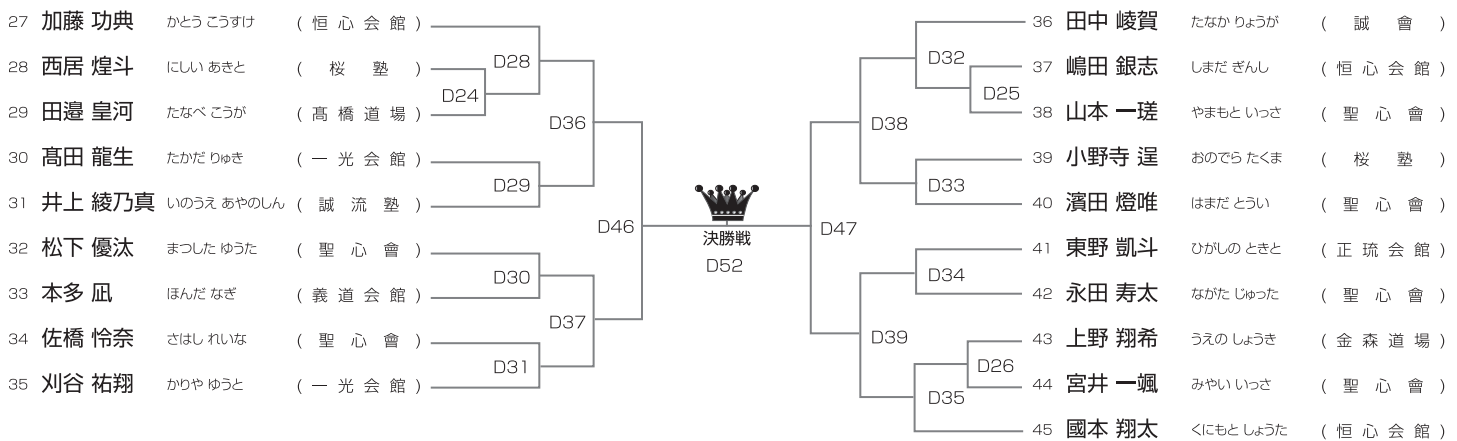 27 加藤 功典 かとう こうすけ ( 恒 心 会 館 )
28 西居 煌斗 にしい あきと ( 桜 塾 )
29 田邉 皇河 たなべ こうが ( 髙 橋 道 場 )
30 髙田 龍生 たかだ りゅき ( 一 光 会 館 )
31 井上 綾乃真 いのうえ あやのしん ( 誠 流 塾 )
32 松下 優汰 まつした ゆうた ( 聖 心 會 )
33 本多 凪 ほんだ なぎ ( 義 道 会 館 )
34 佐橋 怜奈 さはし れいな ( 聖 心 會 )
35 刈谷 祐翔 かりや ゆうと ( 一 光 会 館 )
D28
D24
D36
D29
D46
D30
D37
D31
決勝戦
D52
D47
D32
D25
D38
D33
D34
D39
D26
D35
36 田中 崚賀 たなか りょうが ( 誠 會 )
37 嶋田 銀志 しまだ ぎんし ( 恒 心 会 館 )
38 山本 一瑳 やまもと いっさ ( 聖 心 會 )
39 小野寺 逞 おのでら たくま ( 桜 塾 )
40 濱田 燈唯 はまだ とうい ( 聖 心 會 )
41 東野 凱斗 ひがしの ときと ( 正 琉 会 館 )
42 永田 寿太 ながた じゅった ( 聖 心 會 )
43 上野 翔希 うえの しょうき ( 金 森 道 場 )
44 宮井 一颯 みやい いっさ ( 聖 心 會 )
45 國本 翔太 くにもと しょうた ( 恒 心 会 館 )